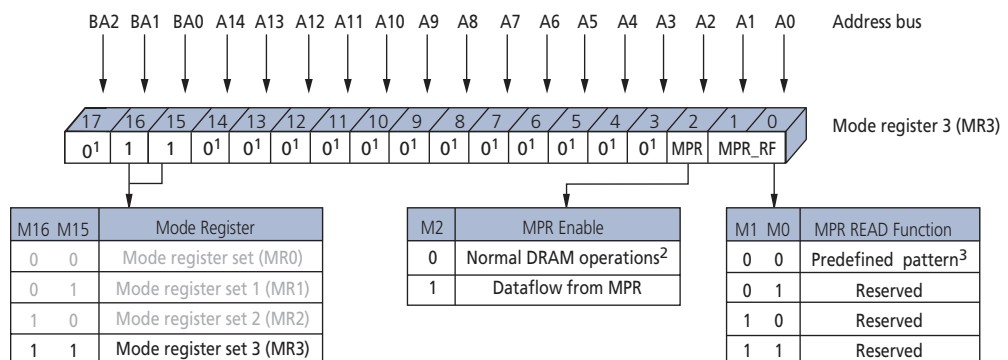 BA2 BA1 BA0 A14 A13 A12 A11 A10 A9 A8 A7 A6 A5 A4 A3 A2 A1 A0 Address bus
17 16 15 14 13 12 11 10 9 8 7 6 5 4 3 2 1 0 Mode register 3 (MR3)
0¹ 1 1 0¹ 0¹ 0¹ 0¹ 0¹ 0¹ 0¹ 0¹ 0¹ 0¹ 0¹ 0¹ MPR MPR_RF
M16 M15 Mode Register
0 0 Mode register set (MR0)
0 1 Mode register set 1 (MR1)
1 0 Mode register set 2 (MR2)
1 1 Mode register set 3 (MR3)
M2 MPR Enable
0 Normal DRAM operations²
1 Dataflow from MPR
M1 M0 MPR READ Function
0 0 Predefined pattern³
0 1 Reserved
1 0 Reserved
1 1 Reserved